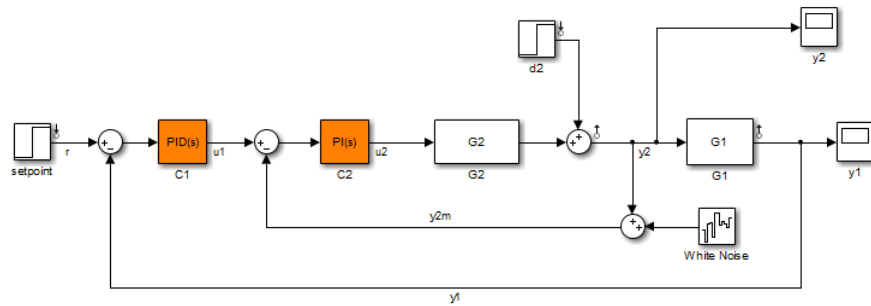 d2
y2
setpoint
r
PID(s)
C1
u1
PI(s)
C2
u2
G2
G2
y2
G1
G1
y1
y2m
White Noise
y1